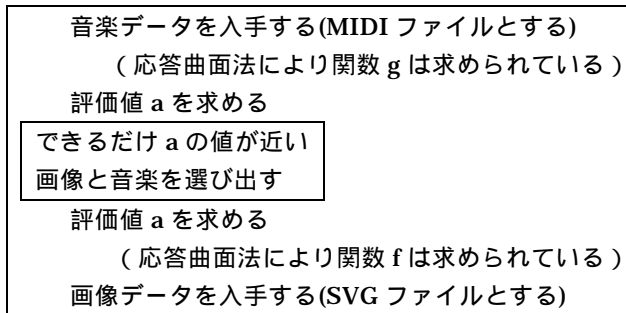 音楽データを入手する(MIDI ファイルとする)
（応答曲面法により関数 g は求められている）
評価値 a を求める
できるだけ a の値が近い
画像と音楽を選び出す
評価値 a を求める
（応答曲面法により関数 f は求められている）
画像データを入手する(SVG ファイルとする)